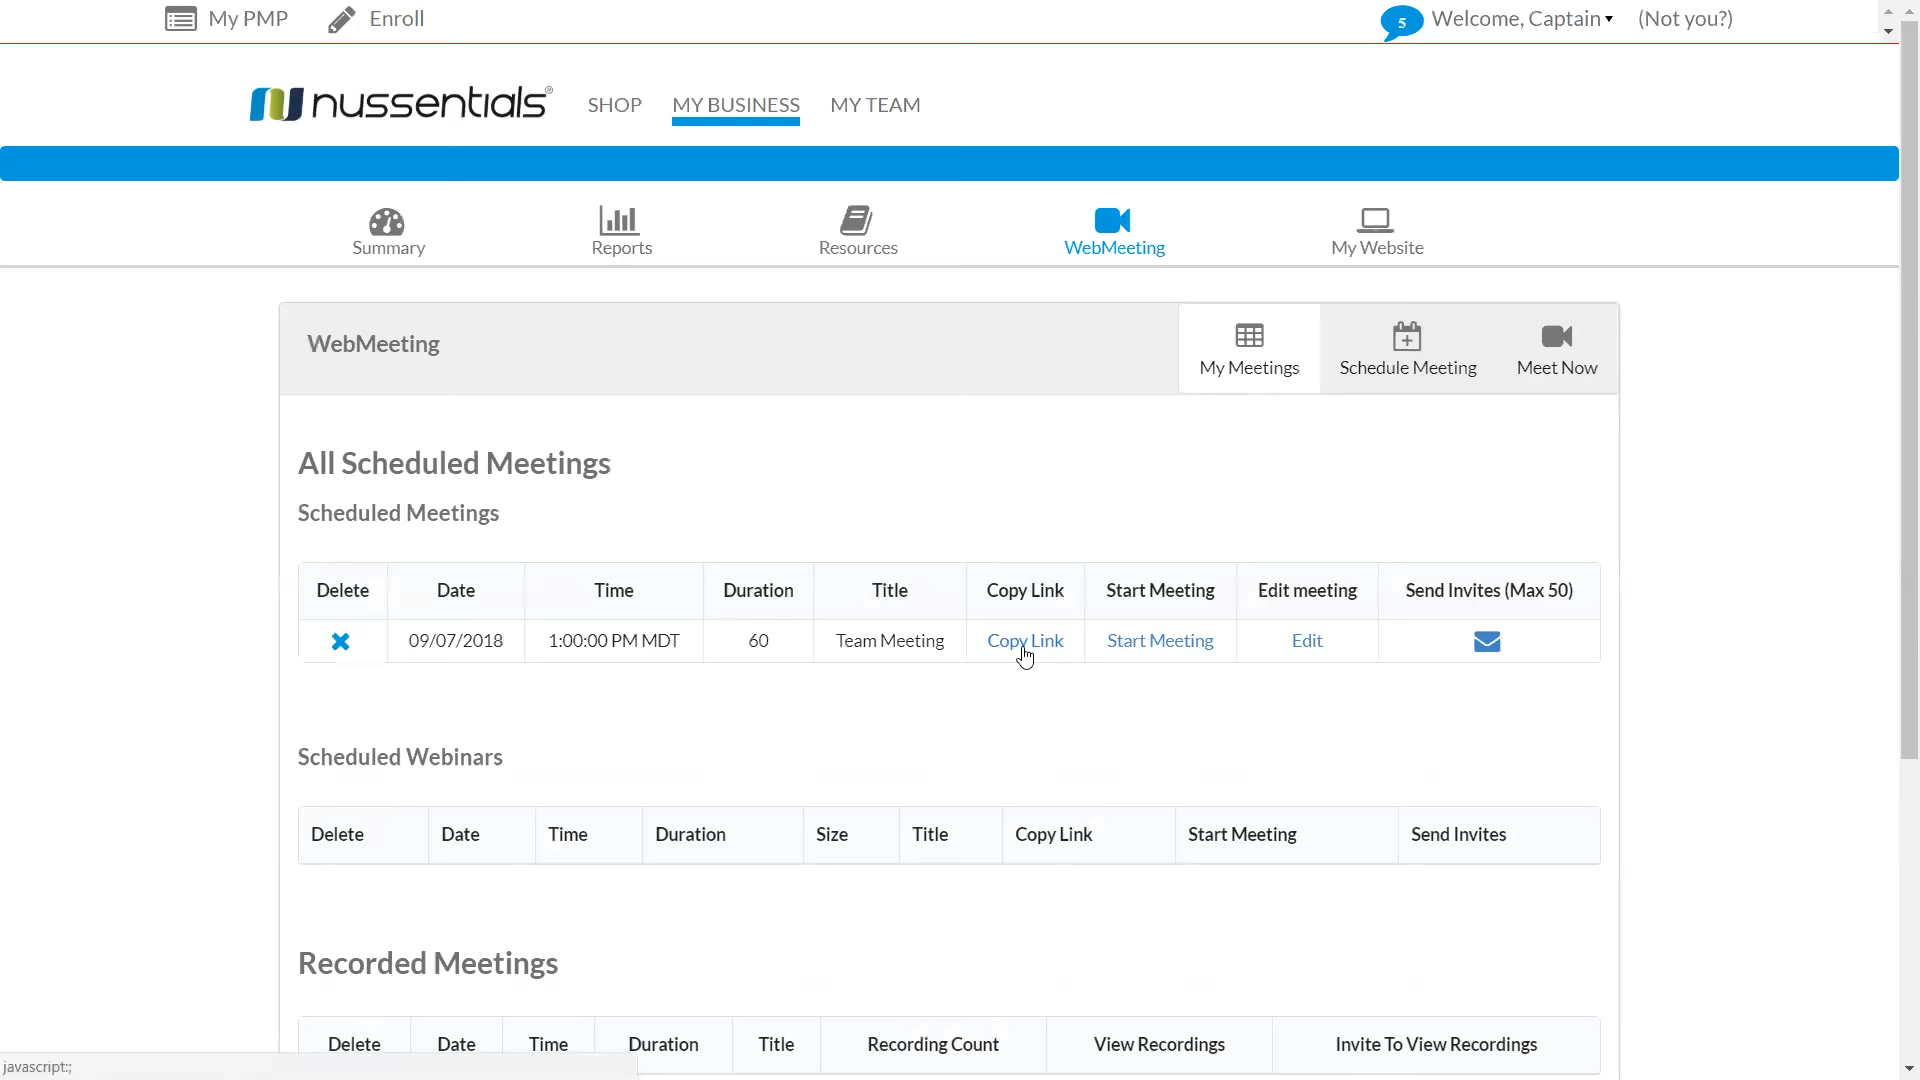 My PMP Enroll 5 Welcome, Captain (Not you?)
nussentials® SHOP MY BUSINESS MY TEAM
Summary Reports Resources WebMeeting My Website
WebMeeting My Meetings Schedule Meeting Meet Now
All Scheduled Meetings
Scheduled Meetings
Delete Date Time Duration Title Copy Link Start Meeting Edit meeting Send Invites (Max 50)
09/07/2018 1:00:00 PM MDT 60 Team Meeting Copy Link Start Meeting Edit
Scheduled Webinars
Delete Date Time Duration Size Title Copy Link Start Meeting Send Invites
Recorded Meetings
Delete Date Time Duration Title Recording Count View Recordings Invite To View Recordings
javascript:;